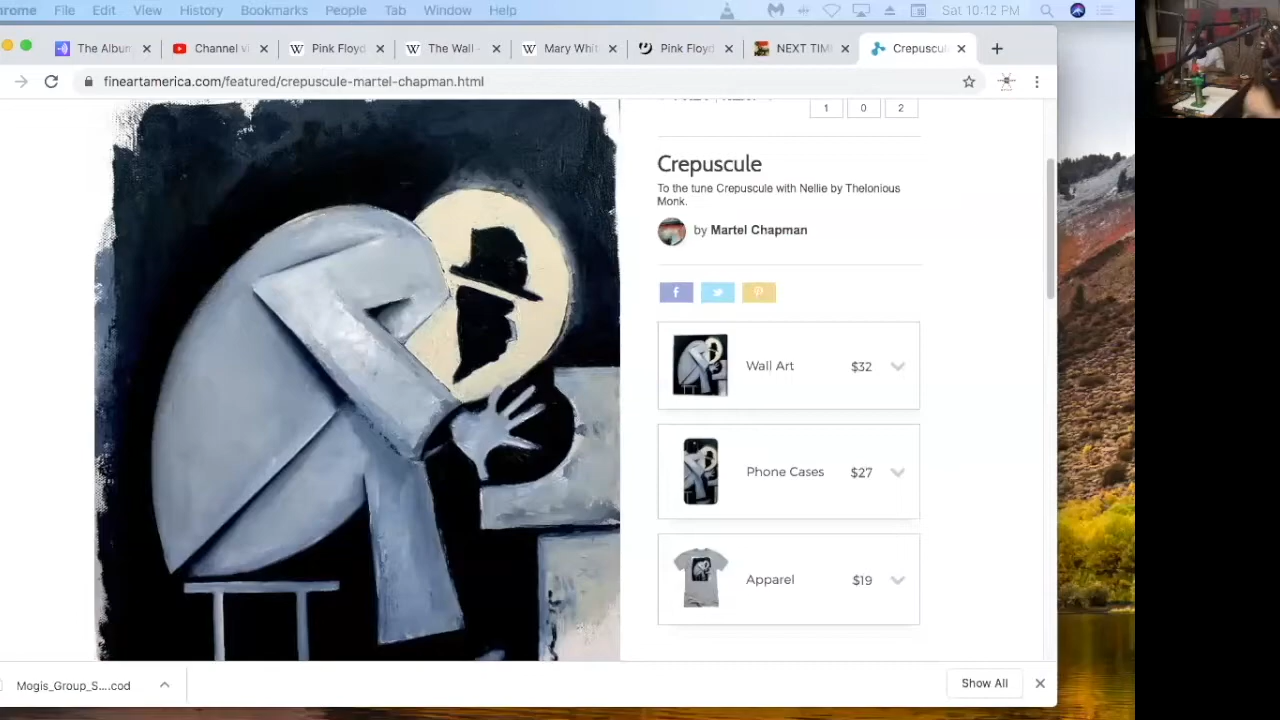 hrome File Edit View History Bookmarks People Tab Window Help Sat 10:12 PM
The Albun Channel vi Pink Floyd The Wall - Mary Whit Pink Floyd NEXT TIM Crepuscul
fineartamerica.com/featured/crepuscule-martel-chapman.html
1 0 2
Crepuscule
To the tune Crepuscule with Nellie by Thelonious
Monk.
by Martel Chapman
Wall Art $32
Phone Cases $27
Apparel $19
Mogis_Group_S....cod Show All